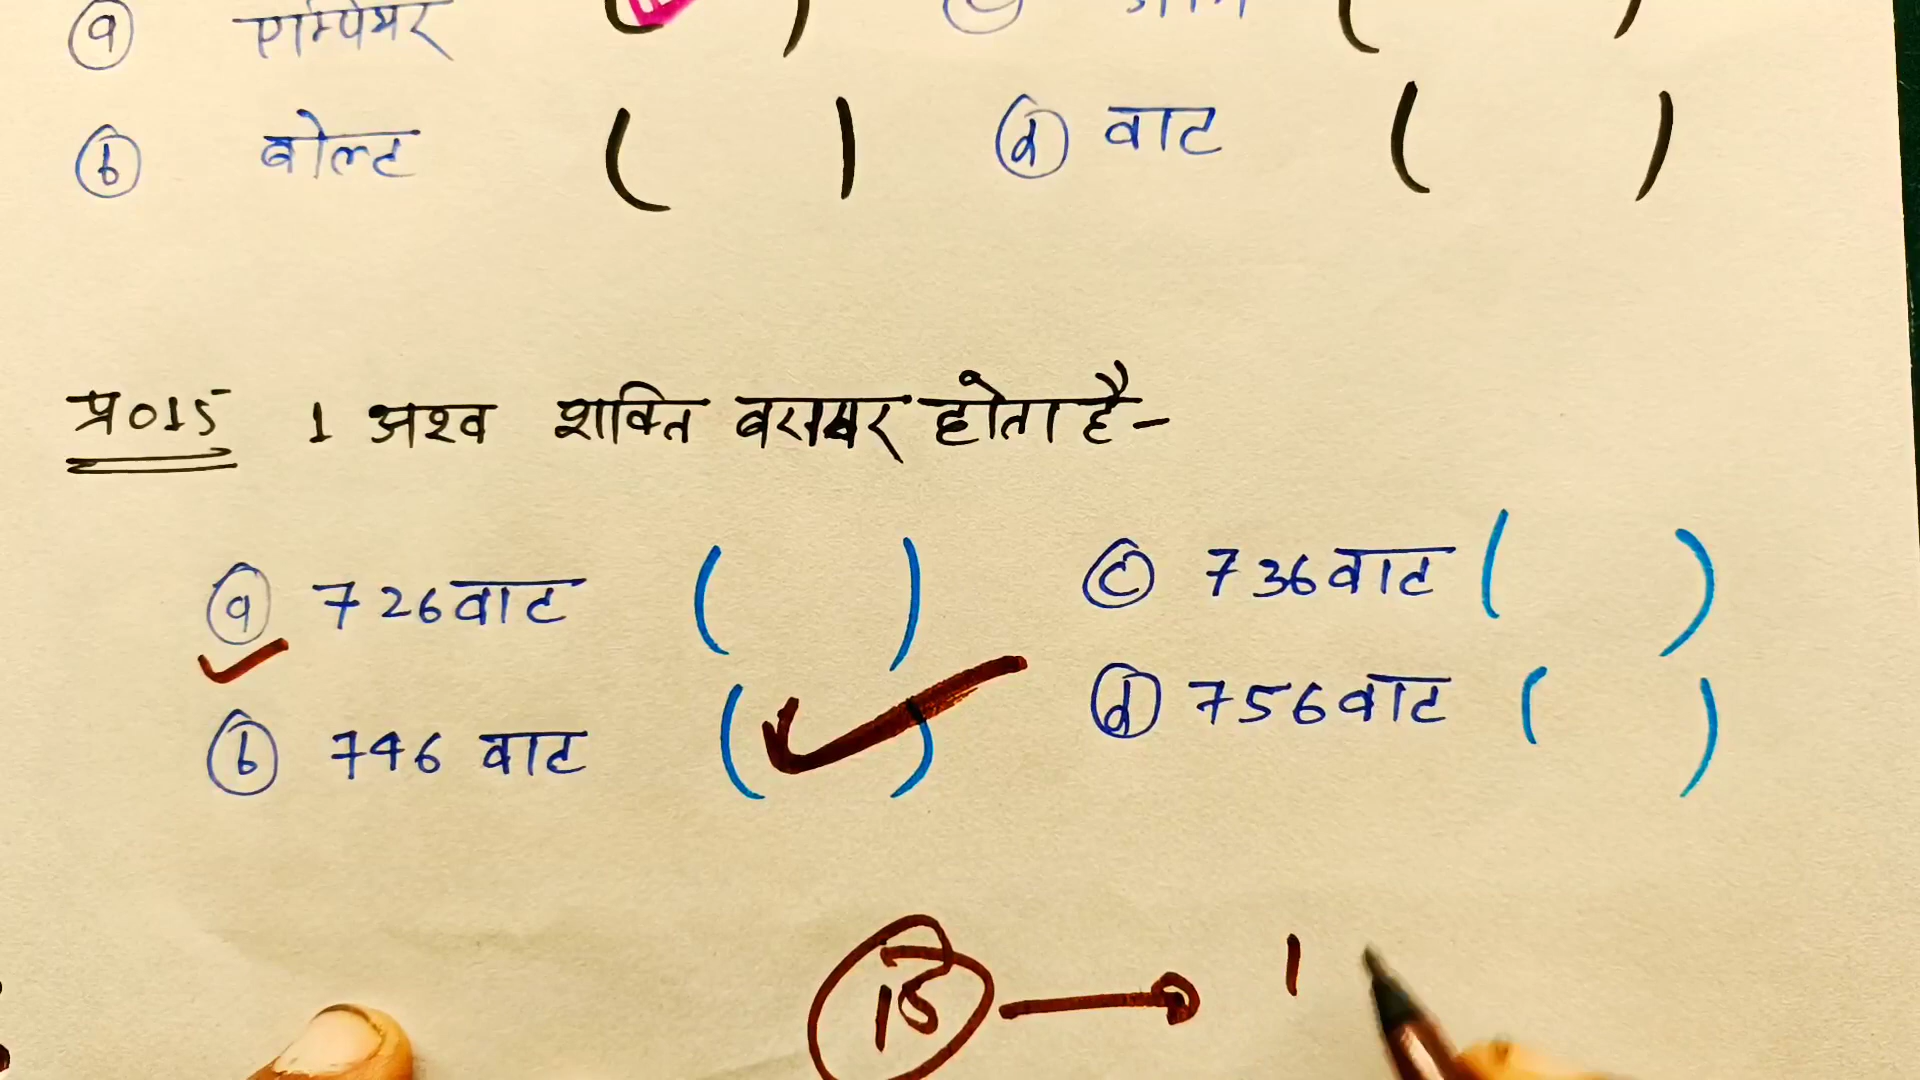 (a) एम्पियर ( )
(b) बोल्ट ( ) (d) वाट ( )
प्र०15 1 अश्व शक्ति बराबर होता है-
(a) 726 वाट ( ) (c) 736 वाट ( )
(b) 746 वाट (✓) (d) 756 वाट ( )
15 → 1